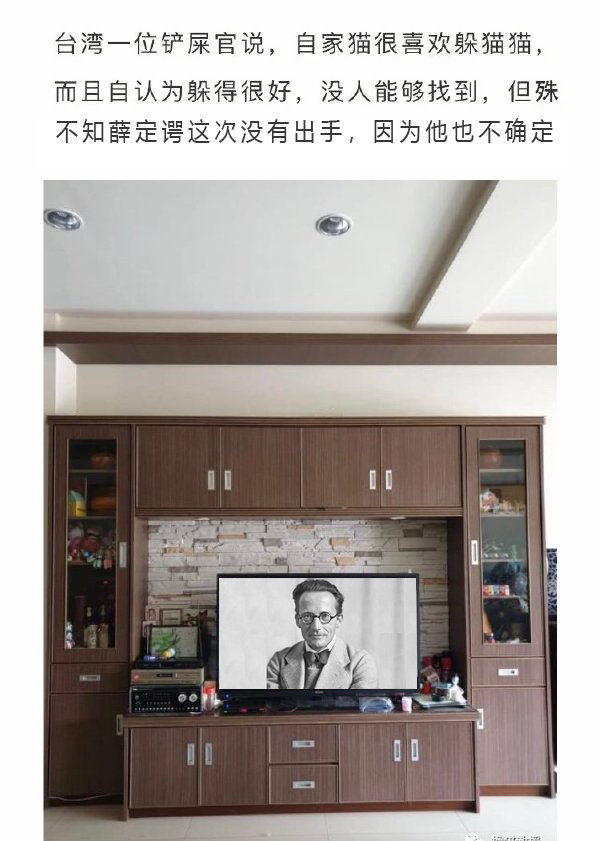 台湾一位铲屎官说，自家猫很喜欢躲猫猫，
而且自认为躲得很好，没人能够找到，但殊
不知薛定谔这次没有出手，因为他也不确定